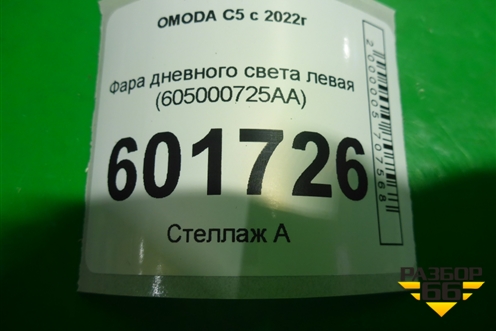 OMODA C5 с 2022г
Фара дневного света левая
(605000725AA)
601726
Стеллаж А
2000005707568
РАЗБОР
66